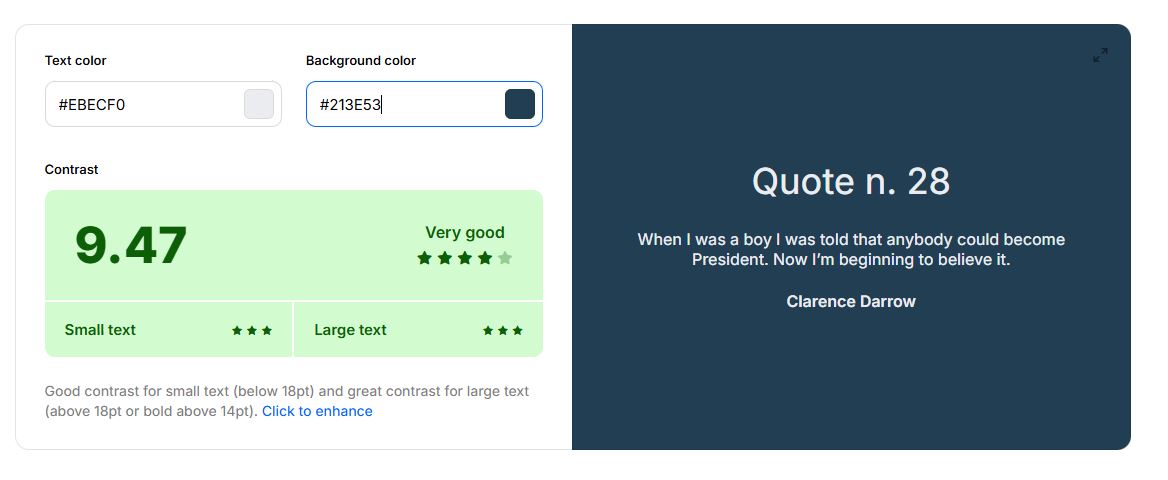 Text color
Background color
#EBECF0
#213E53
Contrast
9.47
Very good
Small text
Large text
Good contrast for small text (below 18pt) and great contrast for large text
(above 18pt or bold above 14pt). Click to enhance
Quote n. 28
When I was a boy I was told that anybody could become
President. Now I’m beginning to believe it.
Clarence Darrow